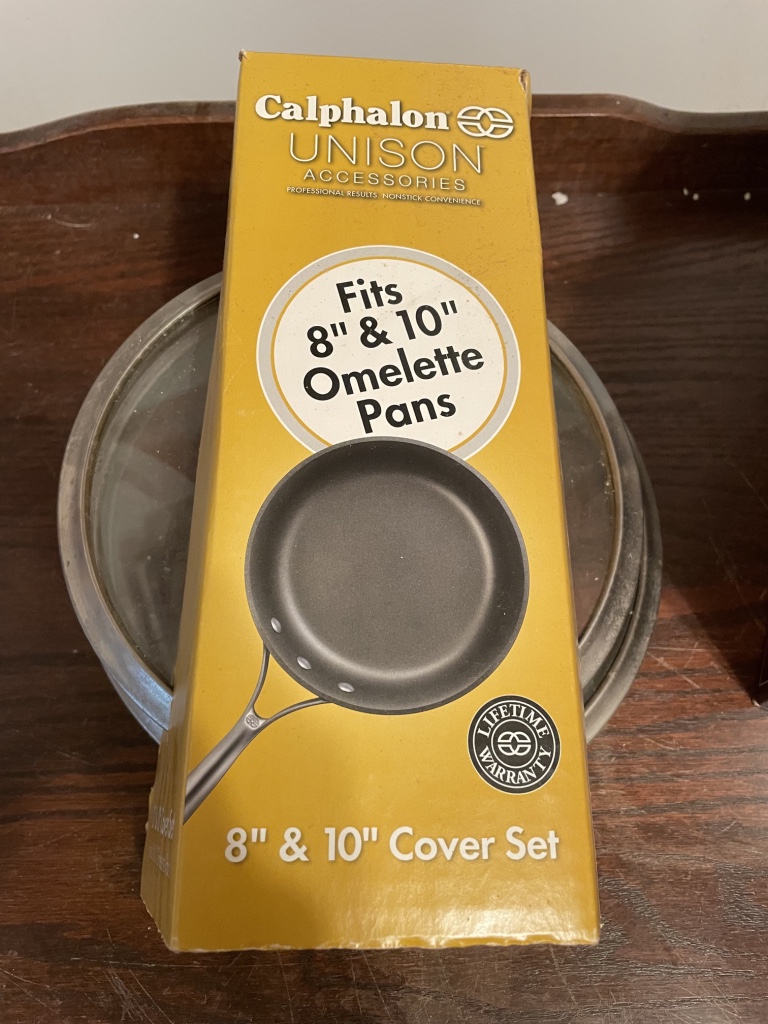 Calphalon
UNISON
ACCESSORIES
PROFESSIONAL RESULTS. NONSTICK CONVENIENCE
Fits
8" & 10"
Omelette
Pans
LIFETIME
WARRANTY
8" & 10" Cover Set